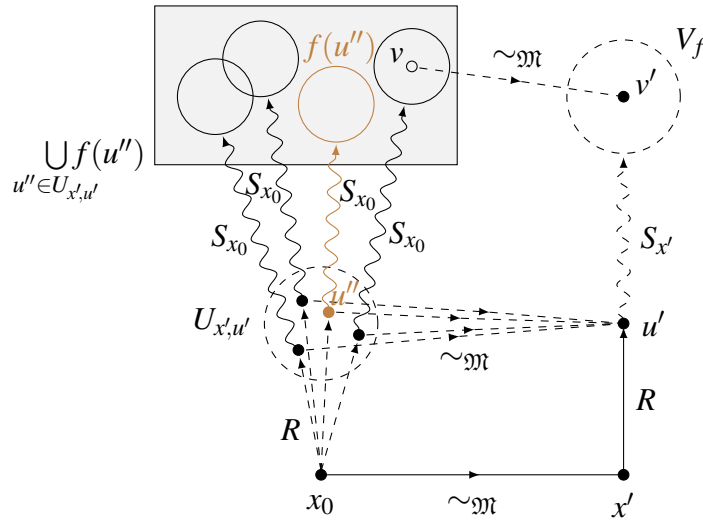 f(u′′)
v
∼𝔐
V_f
v′
⋃ f(u′′)
u′′∈U_{x′,u′}
S_{x_0}
S_{x_0}
S_{x_0}
S_{x_0}
S_{x′}
U_{x′,u′}
u′′
u′
∼𝔐
R
R
x_0
∼𝔐
x′